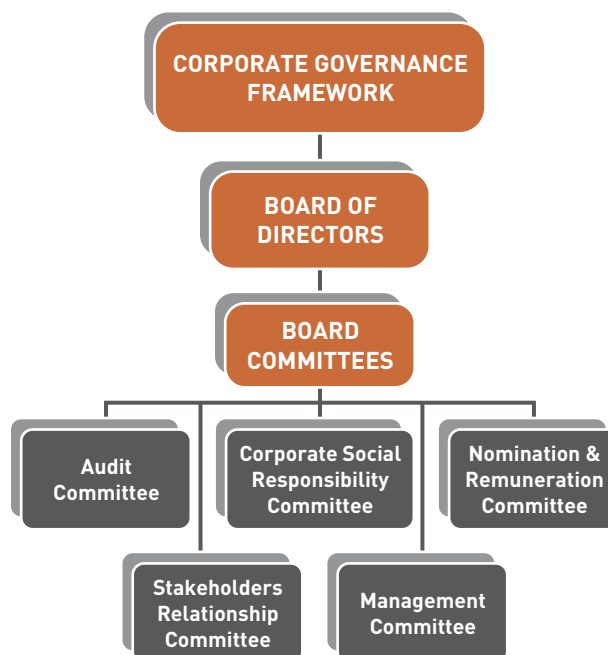 CORPORATE GOVERNANCE
FRAMEWORK
BOARD OF
DIRECTORS
BOARD
COMMITTEES
Audit
Committee
Corporate Social
Responsibility
Committee
Nomination &
Remuneration
Committee
Stakeholders
Relationship
Committee
Management
Committee